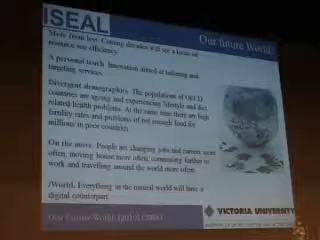 ISEAL
Our future World:
More from less. Coming decades will see a focus on
resource use efficiency.
A personal touch. Innovation aimed at tailoring and
targeting services
Divergent demographics. The populations of OECD
countries are ageing and experiencing lifestyle and diet
related health problems. At the same time there are high
fertility rates and problems of not enough food for
millions in poor countries
On the move. People are changing jobs and careers more
often, moving house more often, commuting further to
work and travelling around the world more often.
iWorld. Everything in the natural world will have a
digital counterpart
Our Future World, (2010) CSIRO
VICTORIA UNIVERSITY